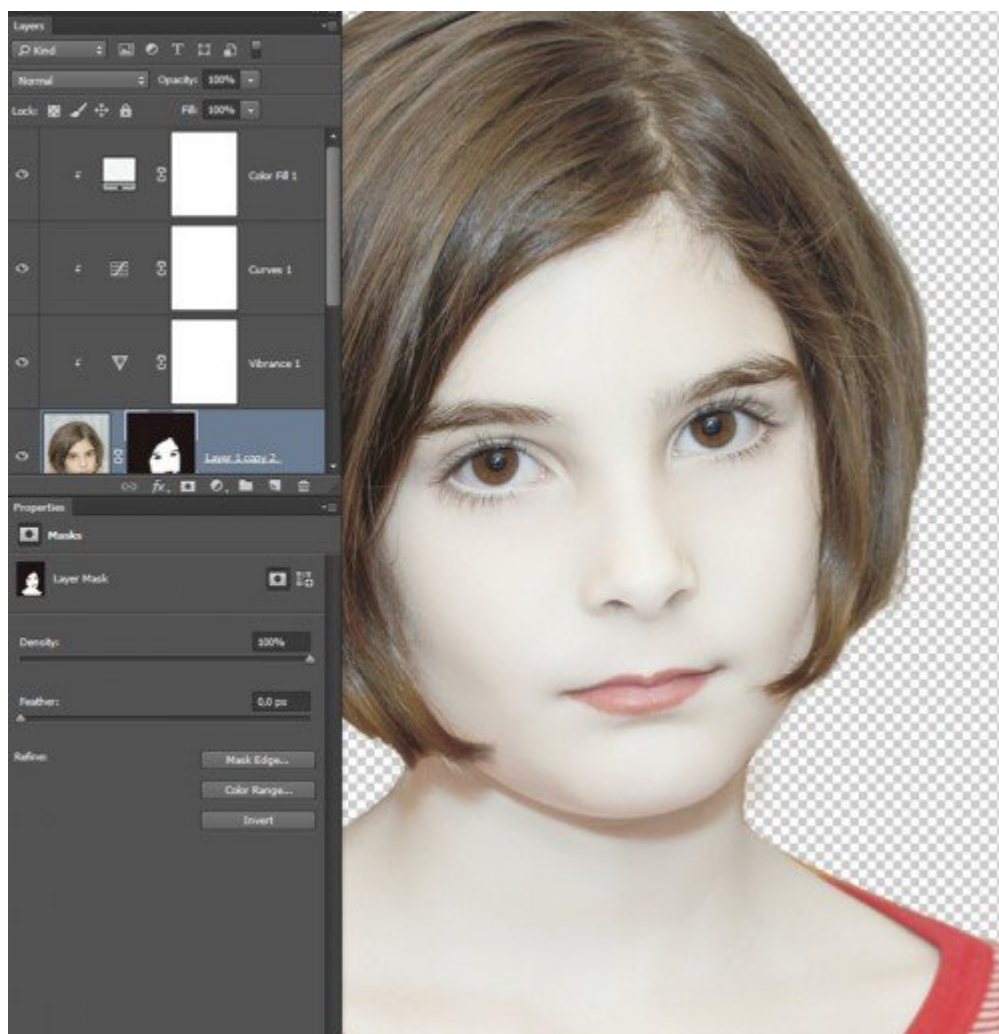 Layers
Kind
Normal
Opacity: 100%
Lock:
Fill: 100%
Color Fill 1
Curves 1
Vibrance 1
Layer 1 copy 2
fx
Properties
Masks
Layer Mask
Density: 100%
Feather: 0,0 px
Refine:
Mask Edge...
Color Range...
Invert